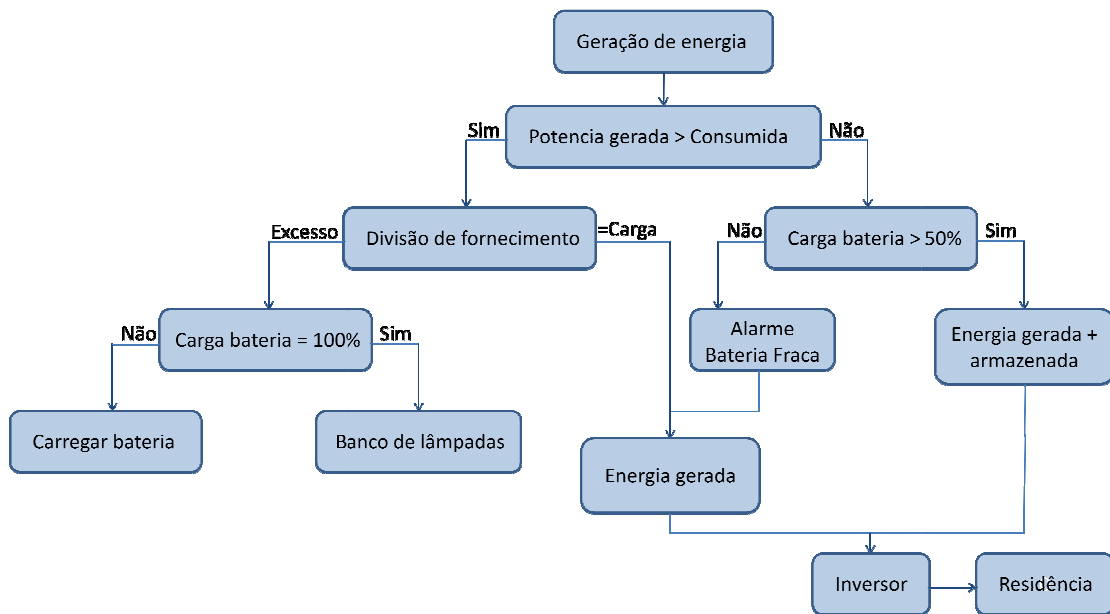 Geração de energia
Sim
Potencia gerada > Consumida
Não
Excesso
Divisão de fornecimento
=Carga
Não
Carga bateria > 50%
Sim
Não
Carga bateria = 100%
Sim
Alarme
Bateria Fraca
Energia gerada +
armazenada
Carregar bateria
Banco de lâmpadas
Energia gerada
Inversor
Residência